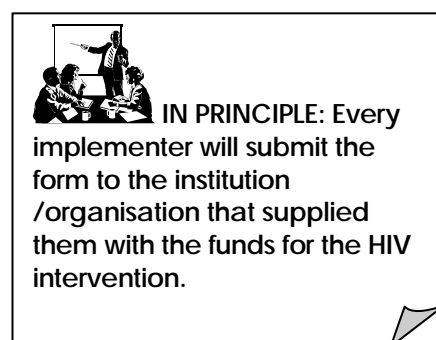 IN PRINCIPLE: Every
implementer will submit the
form to the institution
/organisation that supplied
them with the funds for the HIV
intervention.